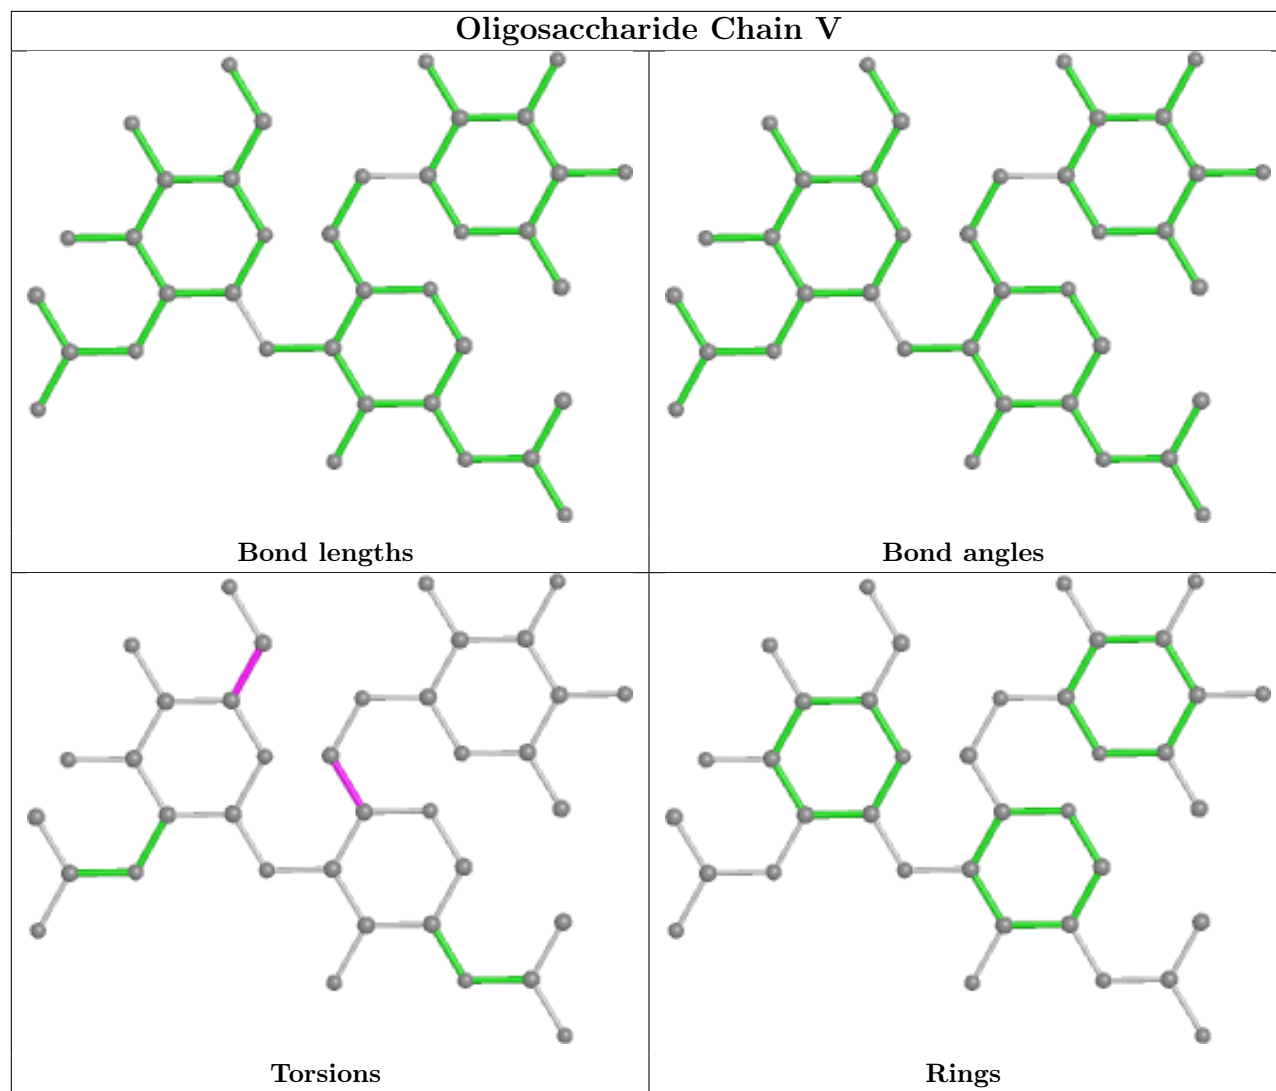 Oligosaccharide Chain V
Bond lengths
Bond angles
Torsions
Rings